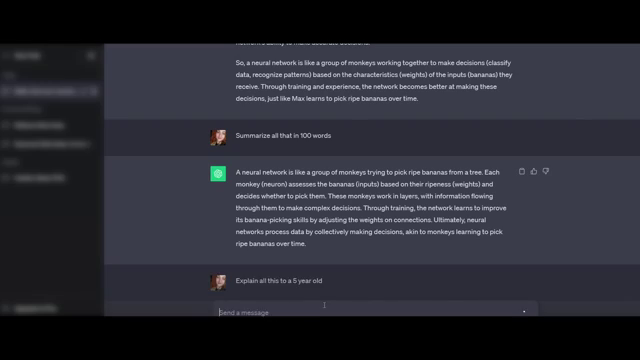 So, a neural network is like a group of monkeys working together to make decisions (classify
data, recognize patterns) based on the characteristics (weights) of the inputs (bananas) they
receive. Through training and experience, the network becomes better at making these
decisions, just like Max learns to pick ripe bananas over time.
Summarize all that in 100 words
A neural network is like a group of monkeys trying to pick ripe bananas from a tree. Each
monkey (neuron) assesses the bananas (inputs) based on their ripeness (weights) and
decides whether to pick them. These monkeys work in layers, with information flowing
through them to make complex decisions. Through training, the network learns to improve
its banana-picking skills by adjusting the weights on connections. Ultimately, neural
networks process data by collectively making decisions, akin to monkeys learning to pick
ripe bananas over time.
Explain all this to a 5 year old
Send a message